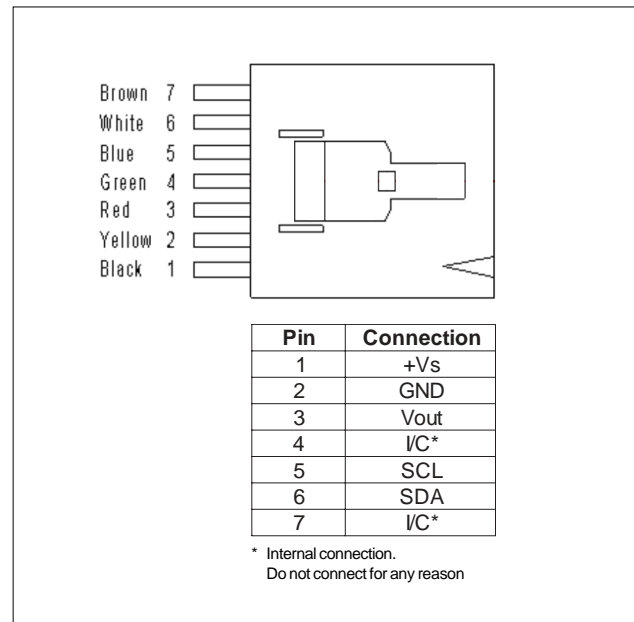 Brown 7
White 6
Blue 5
Green 4
Red 3
Yellow 2
Black 1
Pin Connection
1 +Vs
2 GND
3 Vout
4 I/C*
5 SCL
6 SDA
7 I/C*
* Internal connection.
Do not connect for any reason